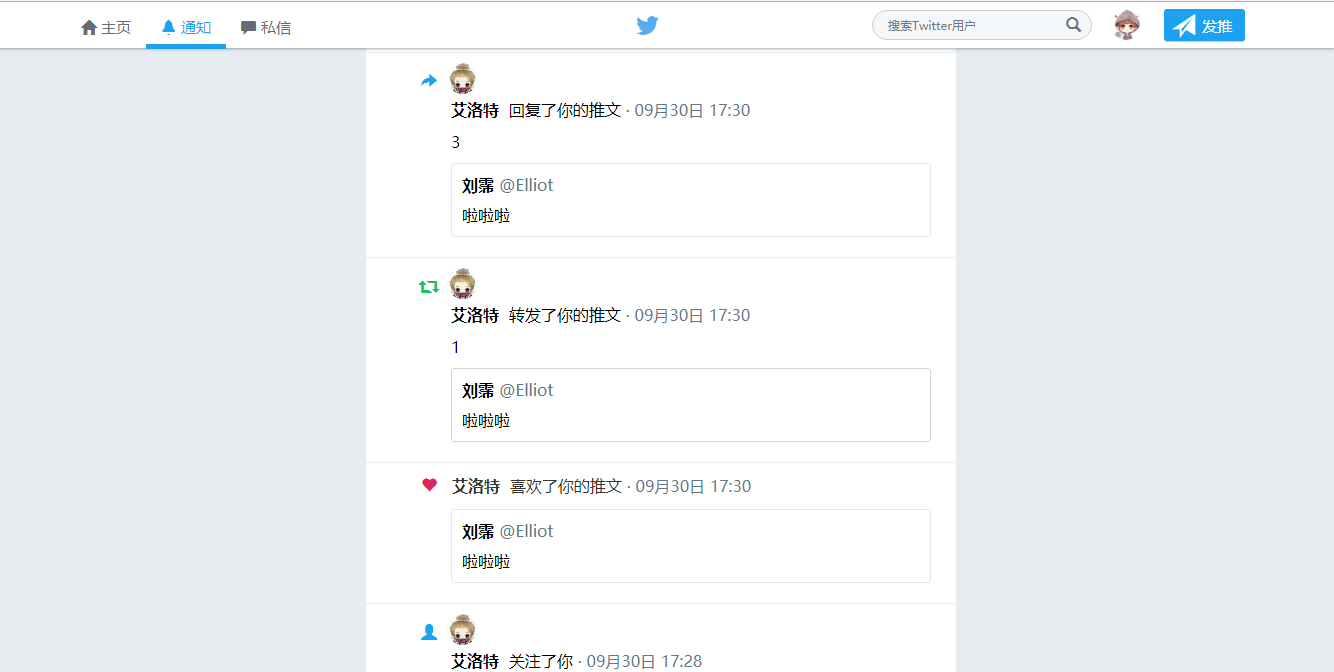 主页 通知 私信 搜索Twitter用户 发推
艾洛特 回复了你的推文 · 09月30日 17:30
3
刘霈 @Elliot
啦啦啦
艾洛特 转发了你的推文 · 09月30日 17:30
1
刘霈 @Elliot
啦啦啦
艾洛特 喜欢了你的推文 · 09月30日 17:30
刘霈 @Elliot
啦啦啦
艾洛特 关注了你 · 09月30日 17:28